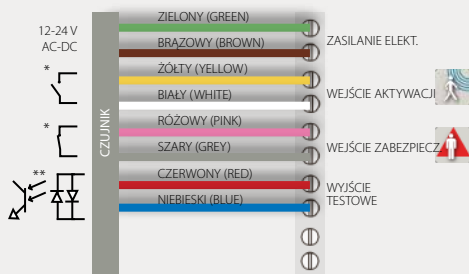 12-24 V
AC-DC
*
*
**
CZUJNIK
ZIELONY (GREEN)
BRĄZOWY (BROWN)
ŻÓŁTY (YELLOW)
BIAŁY (WHITE)
RÓŻOWY (PINK)
SZARY (GREY)
CZERWONY (RED)
NIEBIESKI (BLUE)
ZASILANIE ELEKT.
WEJŚCIE AKTYWACJI
WEJŚCIE ZABEZPIECZ
WYJŚCIE
TESTOWE